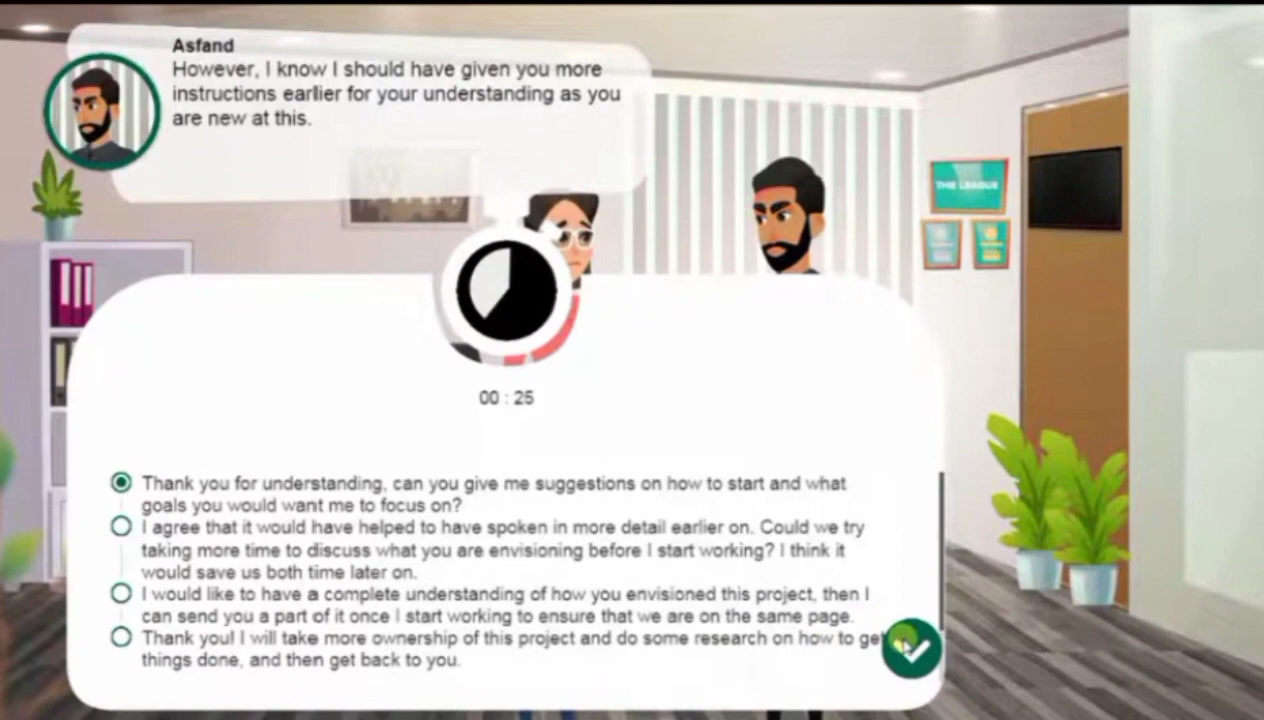 Asfand
However, I know I should have given you more
instructions earlier for your understanding as you
are new at this.
THE LEAGUE
00 : 25
Thank you for understanding, can you give me suggestions on how to start and what
goals you would want me to focus on?
I agree that it would have helped to have spoken in more detail earlier on. Could we try
taking more time to discuss what you are envisioning before I start working? I think it
would save us both time later on.
I would like to have a complete understanding of how you envisioned this project, then I
can send you a part of it once I start working to ensure that we are on the same page.
Thank you! I will take more ownership of this project and do some research on how to get
things done, and then get back to you.